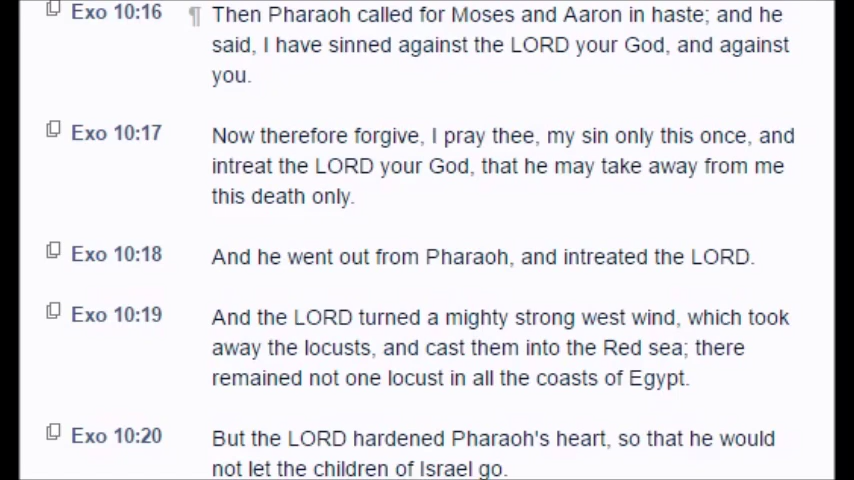 Exo 10:16 ¶ Then Pharaoh called for Moses and Aaron in haste; and he
said, I have sinned against the LORD your God, and against
you.
Exo 10:17 Now therefore forgive, I pray thee, my sin only this once, and
intreat the LORD your God, that he may take away from me
this death only.
Exo 10:18 And he went out from Pharaoh, and intreated the LORD.
Exo 10:19 And the LORD turned a mighty strong west wind, which took
away the locusts, and cast them into the Red sea; there
remained not one locust in all the coasts of Egypt.
Exo 10:20 But the LORD hardened Pharaoh's heart, so that he would
not let the children of Israel go.